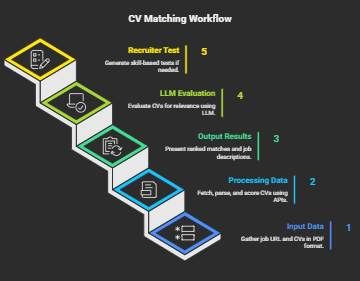 CV Matching Workflow
Recruiter Test
5
Generate skill-based tests if
needed.
LLM Evaluation
4
Evaluate CVs for relevance using
LLM.
Output Results
3
Present ranked matches and job
descriptions.
Processing Data
2
Fetch, parse, and score CVs using
APIs.
Input Data
1
Gather job URL and CVs in PDF
format.